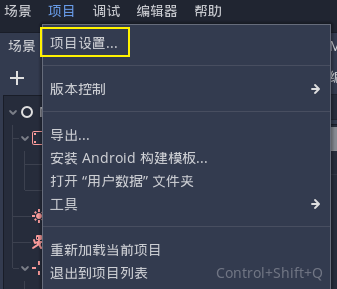 场景 项目 调试 编辑器 帮助
场景
项目设置...
版本控制
导出...
安装 Android 构建模板...
打开 “用户数据” 文件夹
工具
重新加载当前项目
退出到项目列表 Control+Shift+Q